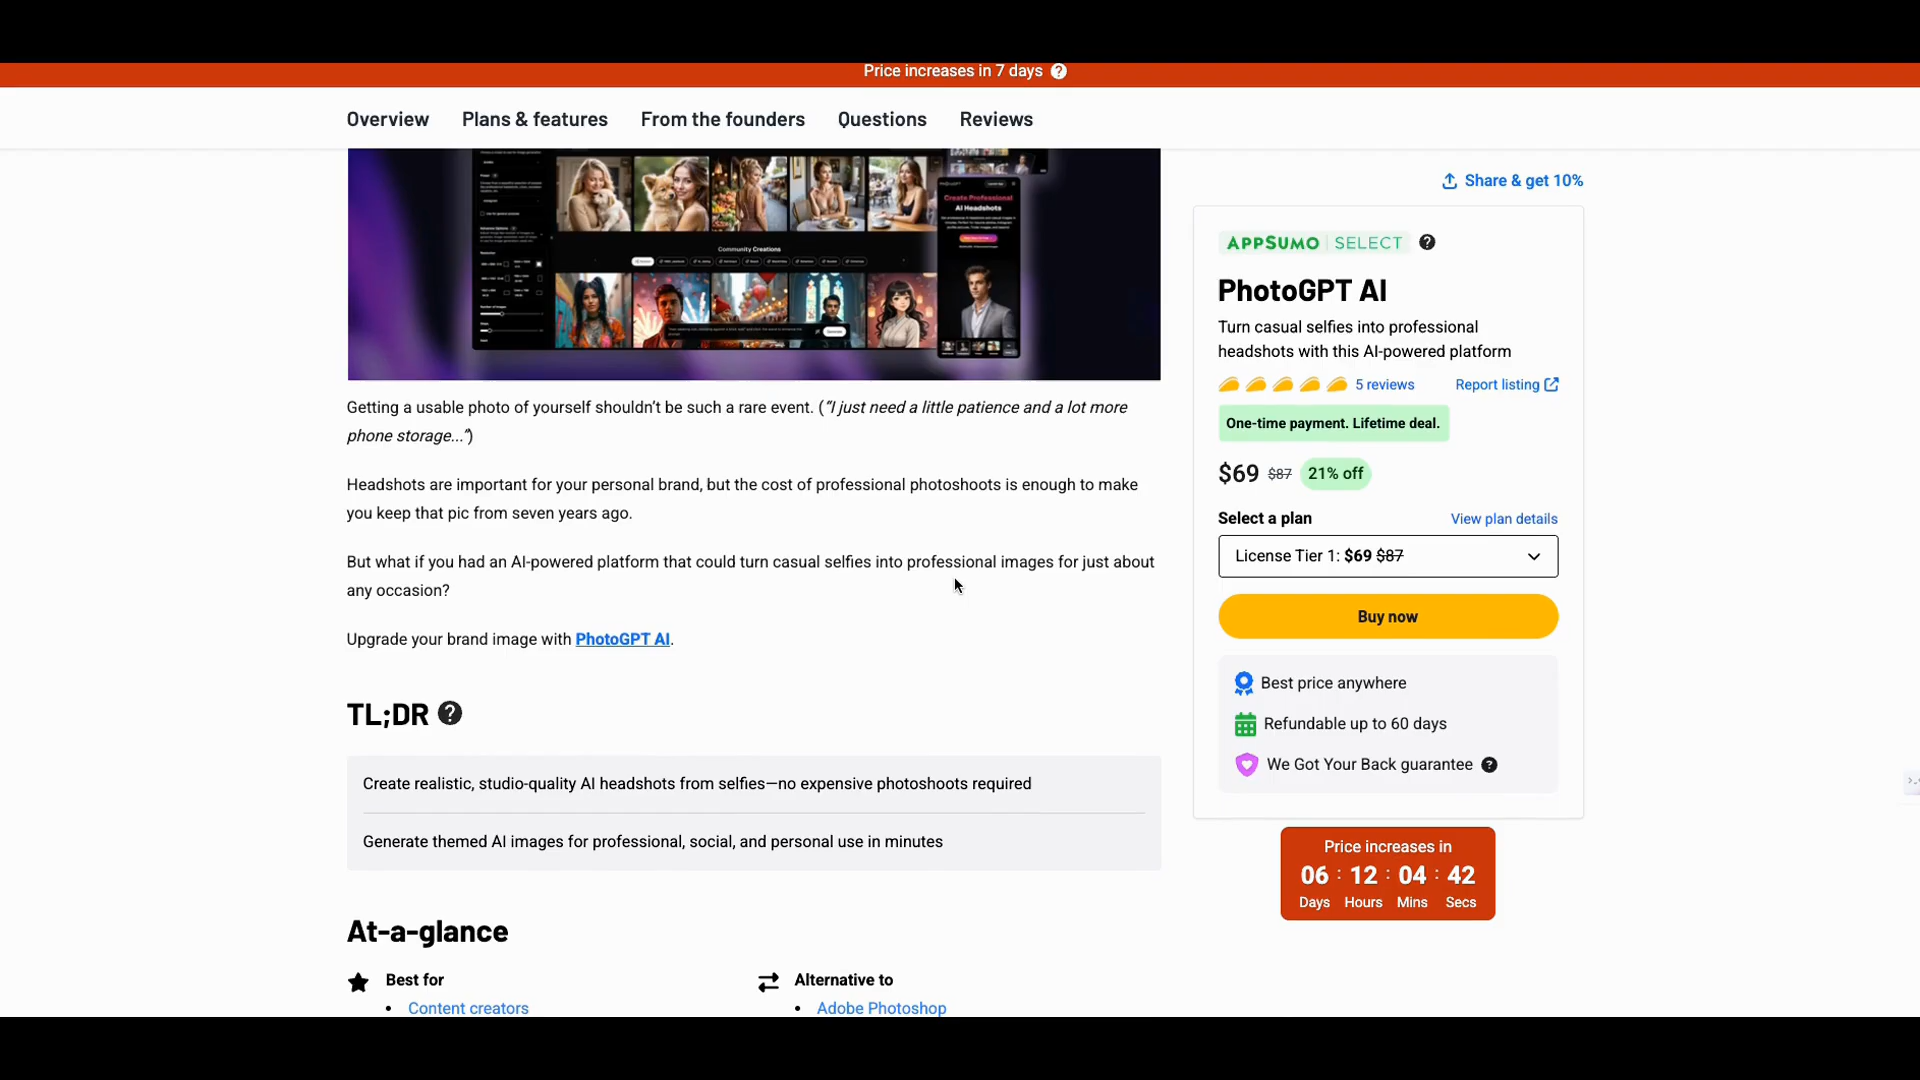 Price increases in 7 days ?
Overview
Plans & features
From the founders
Questions
Reviews
Community Creations
Create Professional
AI Headshots
Generate
Getting a usable photo of yourself shouldn’t be such a rare event. (“I just need a little patience and a lot more
phone storage...”)
Headshots are important for your personal brand, but the cost of professional photoshoots is enough to make
you keep that pic from seven years ago.
But what if you had an AI-powered platform that could turn casual selfies into professional images for just about
any occasion?
Upgrade your brand image with PhotoGPT AI.
TL;DR ?
Create realistic, studio-quality AI headshots from selfies—no expensive photoshoots required
Generate themed AI images for professional, social, and personal use in minutes
At-a-glance
Best for
• Content creators
Alternative to
• Adobe Photoshop
Share & get 10%
APPSUMO | SELECT ?
PhotoGPT AI
Turn casual selfies into professional
headshots with this AI-powered platform
5 reviews
Report listing
One-time payment. Lifetime deal.
$69 $87 21% off
Select a plan
View plan details
License Tier 1: $69 $87
Buy now
Best price anywhere
Refundable up to 60 days
We Got Your Back guarantee ?
Price increases in
06 : 12 : 04 : 42
Days Hours Mins Secs